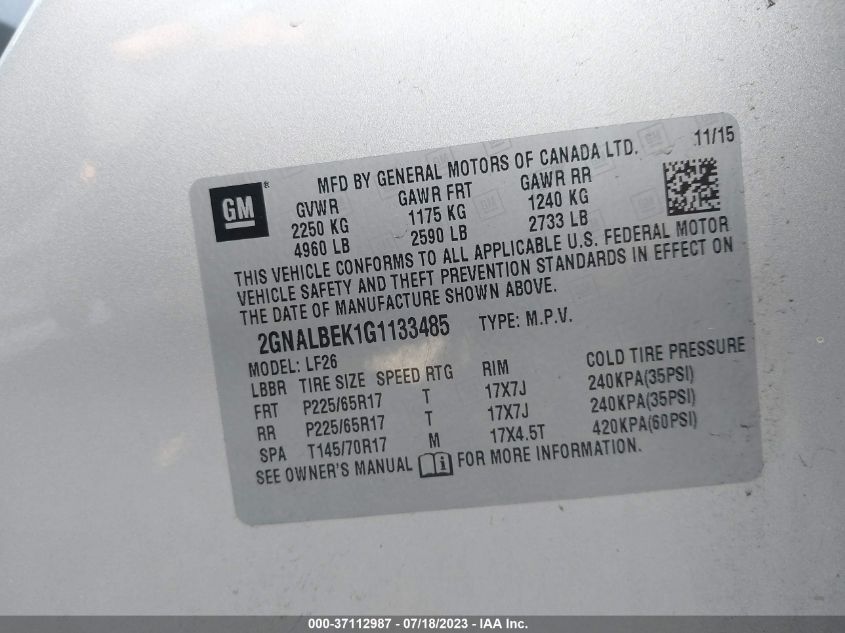 MFD BY GENERAL MOTORS OF CANADA LTD. 11/15
GM ®
GVWR GAWR FRT GAWR RR
2250 KG 1175 KG 1240 KG
4960 LB 2590 LB 2733 LB
THIS VEHICLE CONFORMS TO ALL APPLICABLE U.S. FEDERAL MOTOR
VEHICLE SAFETY AND THEFT PREVENTION STANDARDS IN EFFECT ON
THE DATE OF MANUFACTURE SHOWN ABOVE.
2GNALBEK1G1133485 TYPE: M.P.V.
MODEL: LF26
LBBR TIRE SIZE SPEED RTG RIM COLD TIRE PRESSURE
FRT P225/65R17 T 17X7J 240KPA(35PSI)
RR P225/65R17 T 17X7J 240KPA(35PSI)
SPA T145/70R17 M 17X4.5T 420KPA(60PSI)
SEE OWNER'S MANUAL FOR MORE INFORMATION.
000-37112987 - 07/18/2023 - IAA Inc.